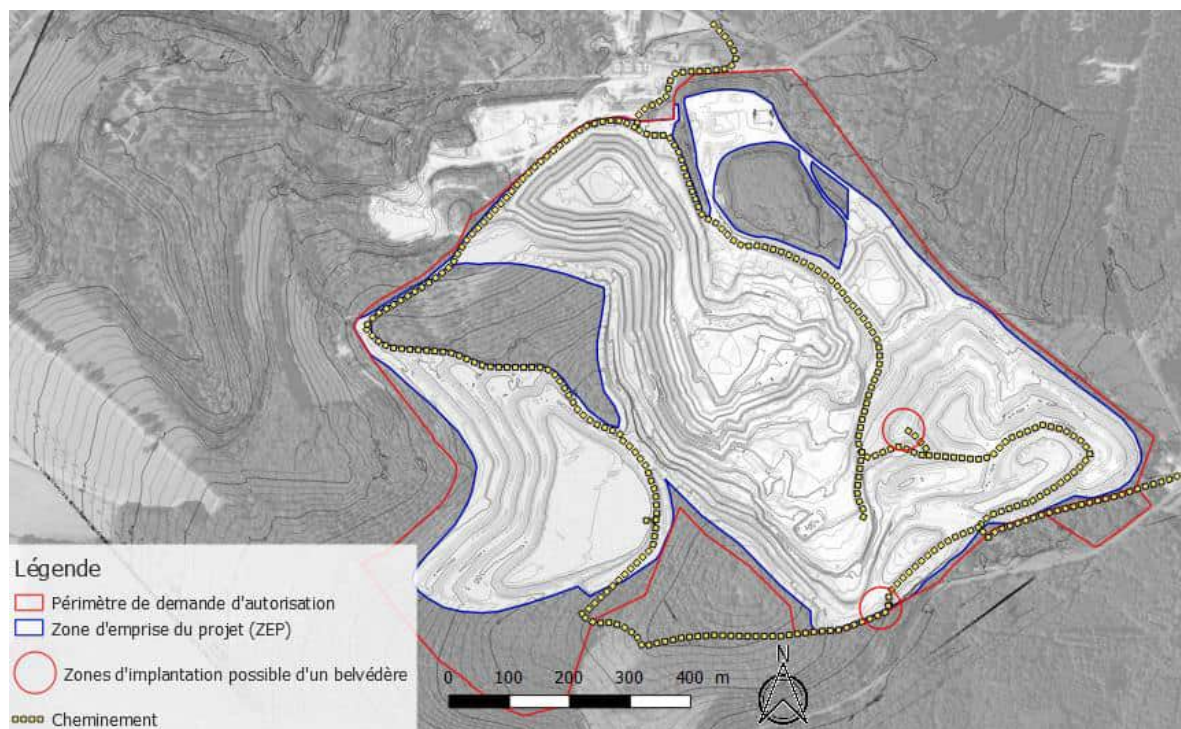 Légende
Périmètre de demande d'autorisation
Zone d'emprise du projet (ZEP)
Zones d'implantation possible d'un belvédère
Cheminement
0 100 200 300 400 m
N